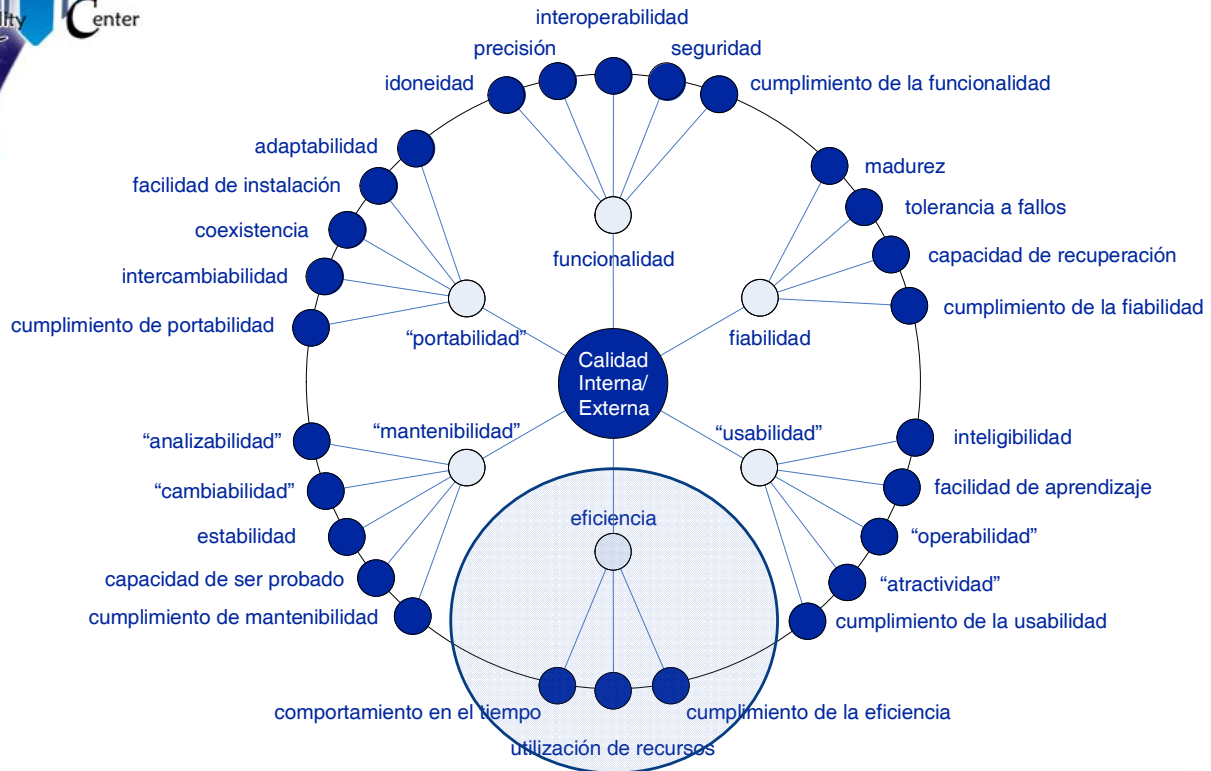 lity Center
interoperabilidad
precisión
seguridad
idoneidad
cumplimiento de la funcionalidad
adaptabilidad
madurez
facilidad de instalación
tolerancia a fallos
coexistencia
capacidad de recuperación
funcionalidad
intercambiabilidad
cumplimiento de la fiabilidad
cumplimiento de portabilidad
“portabilidad”
fiabilidad
Calidad
Interna/
Externa
“mantenibilidad”
“usabilidad”
“analizabilidad”
inteligibilidad
“cambiabilidad”
facilidad de aprendizaje
eficiencia
estabilidad
“operabilidad”
capacidad de ser probado
“atractividad”
cumplimiento de mantenibilidad
cumplimiento de la usabilidad
comportamiento en el tiempo
cumplimiento de la eficiencia
utilización de recursos